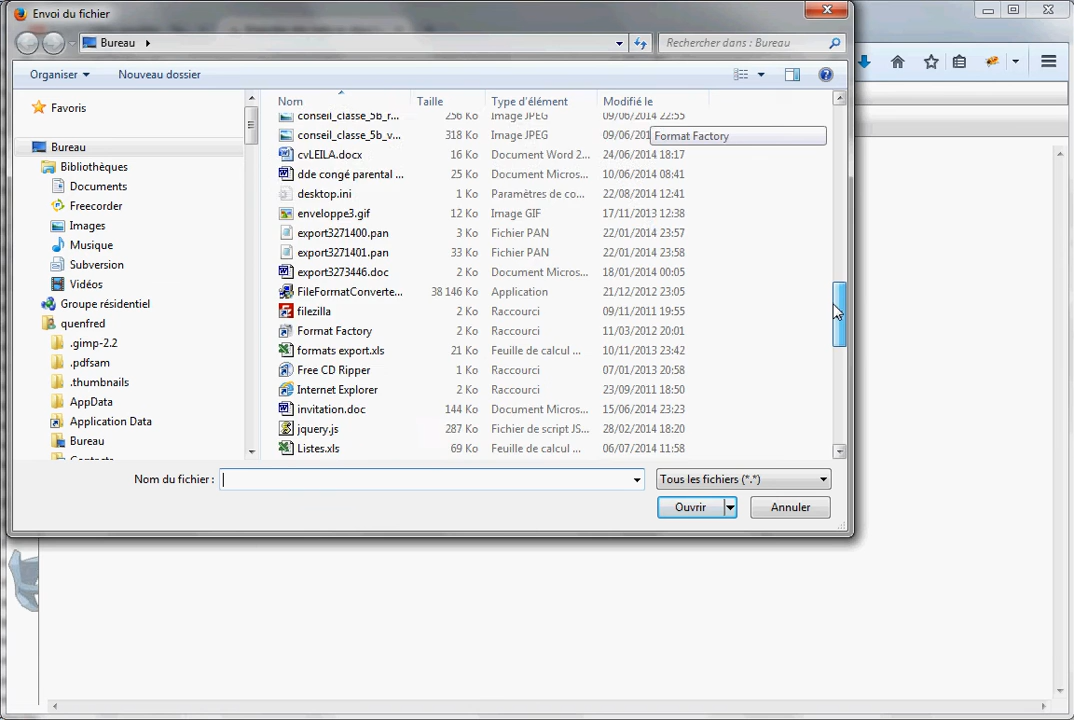 Envoi du fichier
Bureau
Rechercher dans : Bureau
Organiser
Nouveau dossier
Favoris
Bureau
Bibliothèques
Documents
Freecorder
Images
Musique
Subversion
Vidéos
Groupe résidentiel
quenfred
.gimp-2.2
.pdfsam
.thumbnails
AppData
Application Data
Bureau
Nom Taille Type d'élément Modifié le
conseil_classe_5b_r... 256 Ko Image JPEG 09/06/2014 22:55
conseil_classe_5b_v... 318 Ko Image JPEG 09/06/201
Format Factory
cvLEILA.docx 16 Ko Document Word 2... 24/06/2014 18:17
dde congé parental ... 25 Ko Document Micros... 10/06/2014 08:41
desktop.ini 1 Ko Paramètres de co... 22/08/2014 12:41
enveloppe3.gif 12 Ko Image GIF 17/11/2013 12:38
export3271400.pan 3 Ko Fichier PAN 22/01/2014 23:57
export3271401.pan 33 Ko Fichier PAN 22/01/2014 23:58
export3273446.doc 2 Ko Document Micros... 18/01/2014 00:05
FileFormatConverte... 38 146 Ko Application 21/12/2012 23:05
filezilla 2 Ko Raccourci 09/11/2011 19:55
Format Factory 2 Ko Raccourci 11/03/2012 20:01
formats export.xls 21 Ko Feuille de calcul ... 10/11/2013 23:42
Free CD Ripper 1 Ko Raccourci 07/01/2013 20:58
Internet Explorer 2 Ko Raccourci 23/09/2011 18:50
invitation.doc 144 Ko Document Micros... 15/06/2014 23:23
jquery.js 287 Ko Fichier de script JS... 28/02/2014 18:20
Listes.xls 69 Ko Feuille de calcul ... 06/07/2014 11:58
Nom du fichier :
Tous les fichiers (*.*)
Ouvrir
Annuler